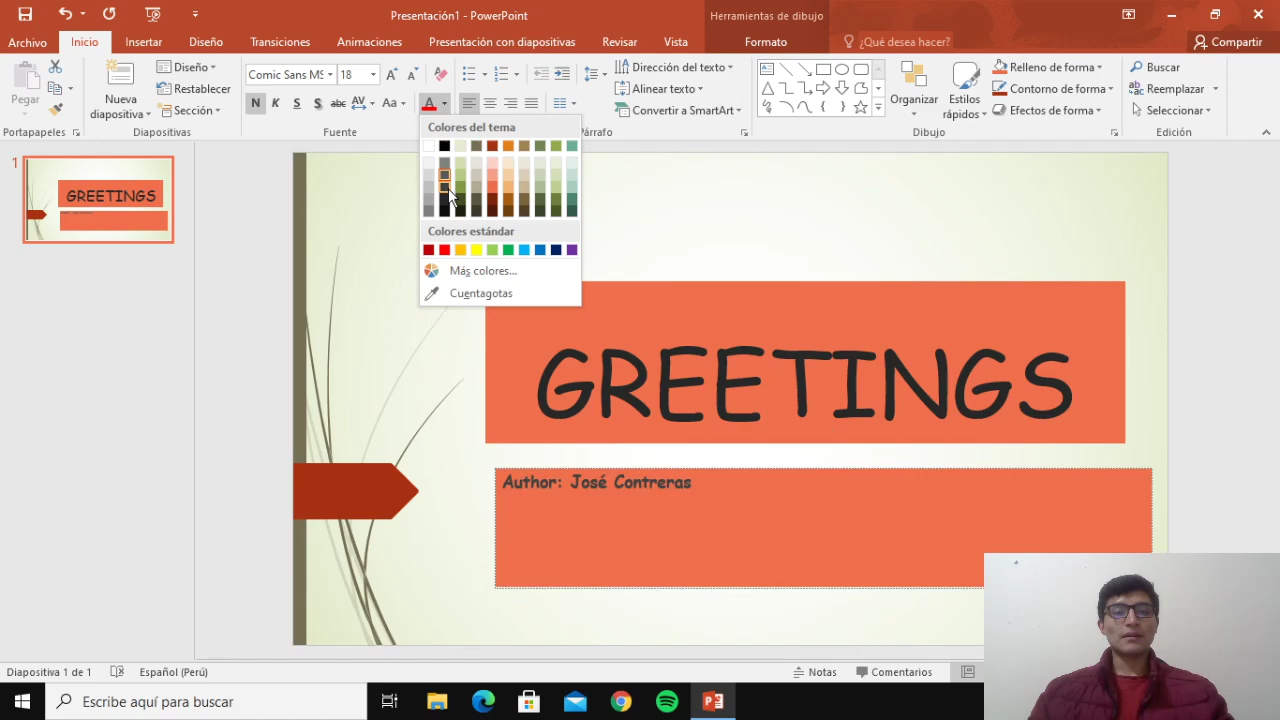 Presentación1 - PowerPoint
Herramientas de dibujo
Archivo
Inicio
Insertar
Diseño
Transiciones
Animaciones
Presentación con diapositivas
Revisar
Vista
Formato
¿Qué desea hacer?
Compartir
Pegar
Portapapeles
Nueva
diapositiva
Diseño
Restablecer
Sección
Diapositivas
Comic Sans MS
18
N K S S abc AV Aa A
Fuente
Dirección del texto
Alinear texto
Convertir a SmartArt
Párrafo
Organizar
Estilos
rápidos
Relleno de forma
Contorno de forma
Efectos de forma
Dibujo
Buscar
Reemplazar
Seleccionar
Edición
Colores del tema
Colores estándar
Más colores...
Cuentagotas
1
GREETINGS
GREETINGS
Author: José Contreras
Diapositiva 1 de 1
Español (Perú)
Notas
Comentarios
Escribe aquí para buscar